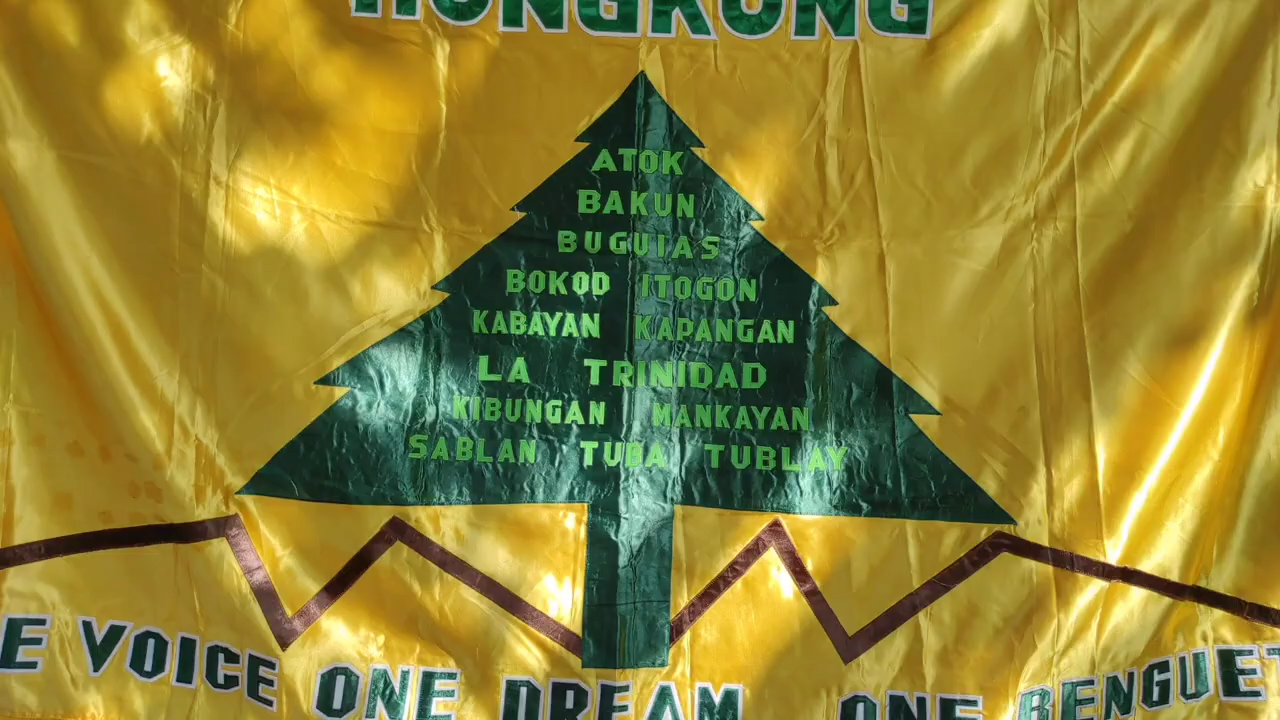 HONGKONG
ATOK
BAKUN
BUGUIAS
BOKOD ITOGON
KABAYAN KAPANGAN
LA TRINIDAD
KIBUNGAN MANKAYAN
SABLAN TUBA TUBLAY
E VOICE ONE DREAM ONE BENGUET